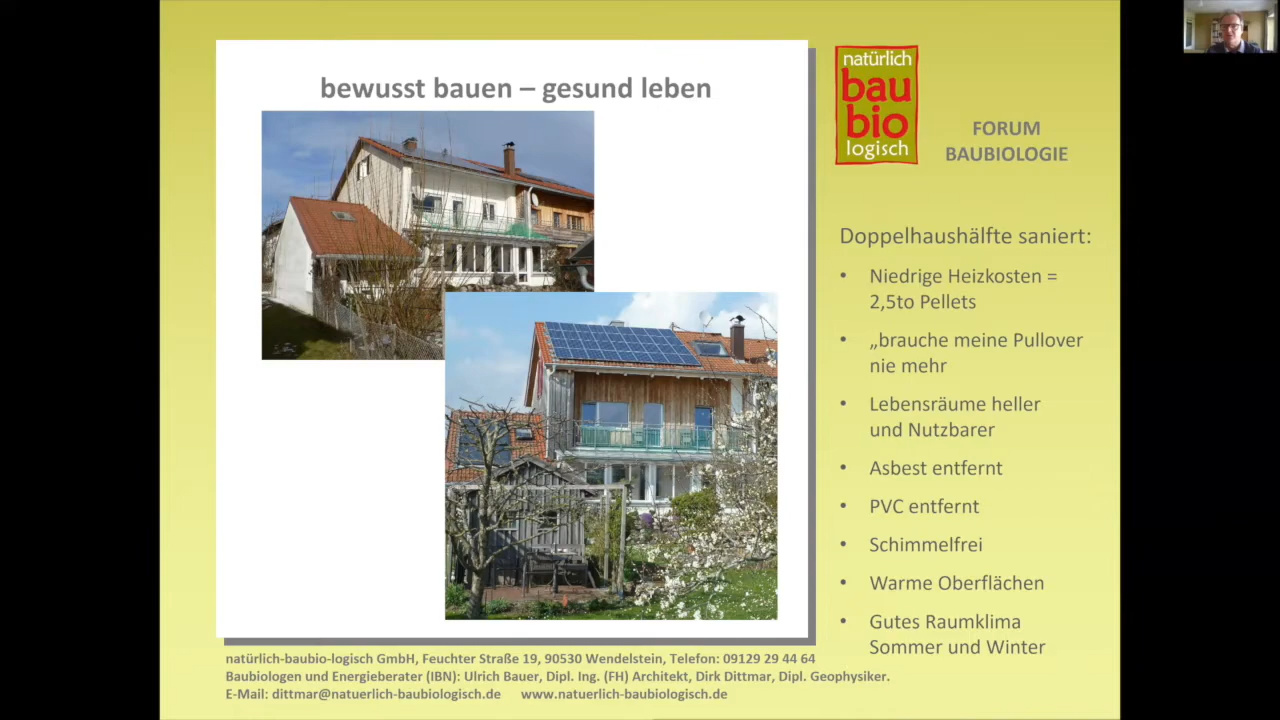 bewusst bauen – gesund leben
natürlich
bau
bio
logisch
FORUM
BAUBIOLOGIE
Doppelhaushälfte saniert:
• Niedrige Heizkosten =
2,5to Pellets
• „brauche meine Pullover
nie mehr
• Lebensräume heller
und Nutzbarer
• Asbest entfernt
• PVC entfernt
• Schimmelfrei
• Warme Oberflächen
• Gutes Raumklima
Sommer und Winter
natürlich-baubio-logisch GmbH, Feuchter Straße 19, 90530 Wendelstein, Telefon: 09129 29 44 64
Baubiologen und Energieberater (IBN): Ulrich Bauer, Dipl. Ing. (FH) Architekt, Dirk Dittmar, Dipl. Geophysiker.
E-Mail: dittmar@natuerlich-baubiologisch.de www.natuerlich-baubiologisch.de